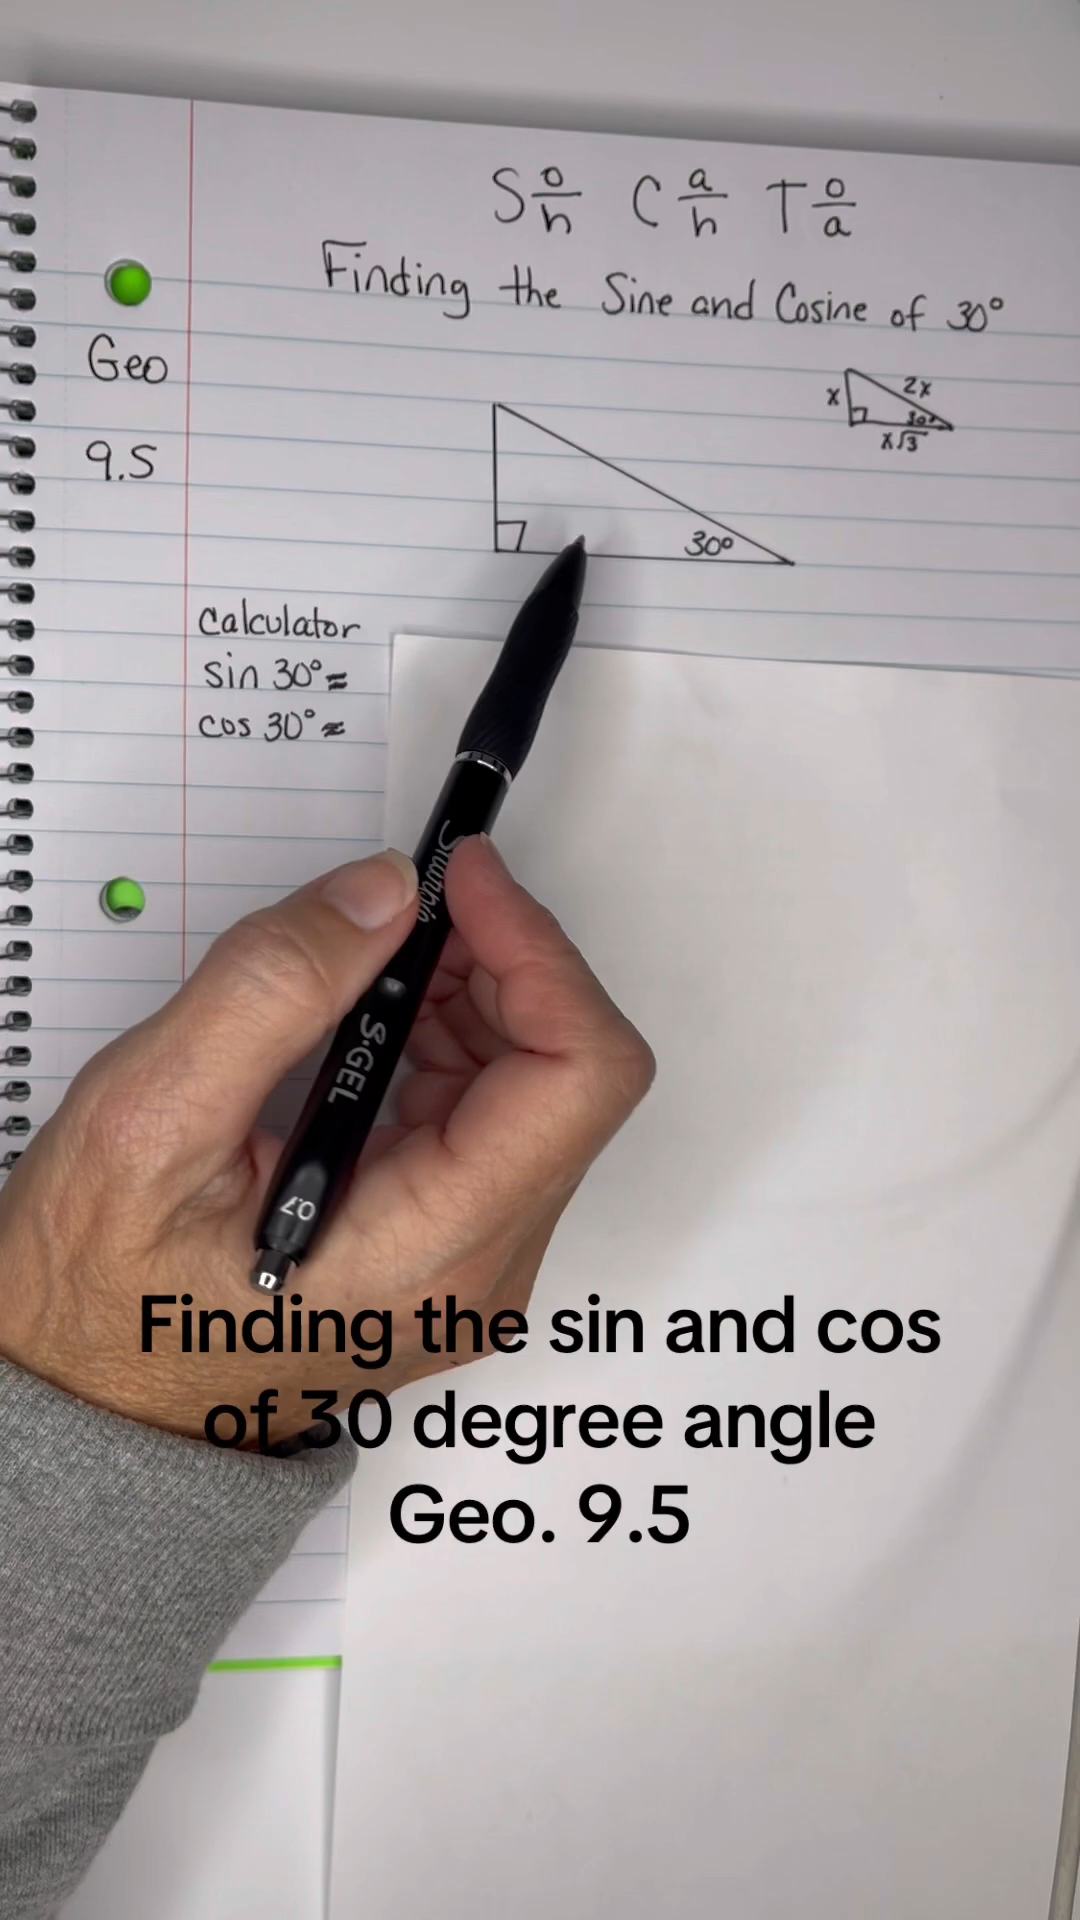 S o/h C a/h T o/a
Finding the Sine and Cosine of 30°
Geo
9.5
x 2x
30°
x√3
30°
calculator
sin 30°≈
cos 30°≈
Sharpie
S·GEL
0.7
Finding the sin and cos
of 30 degree angle
Geo. 9.5